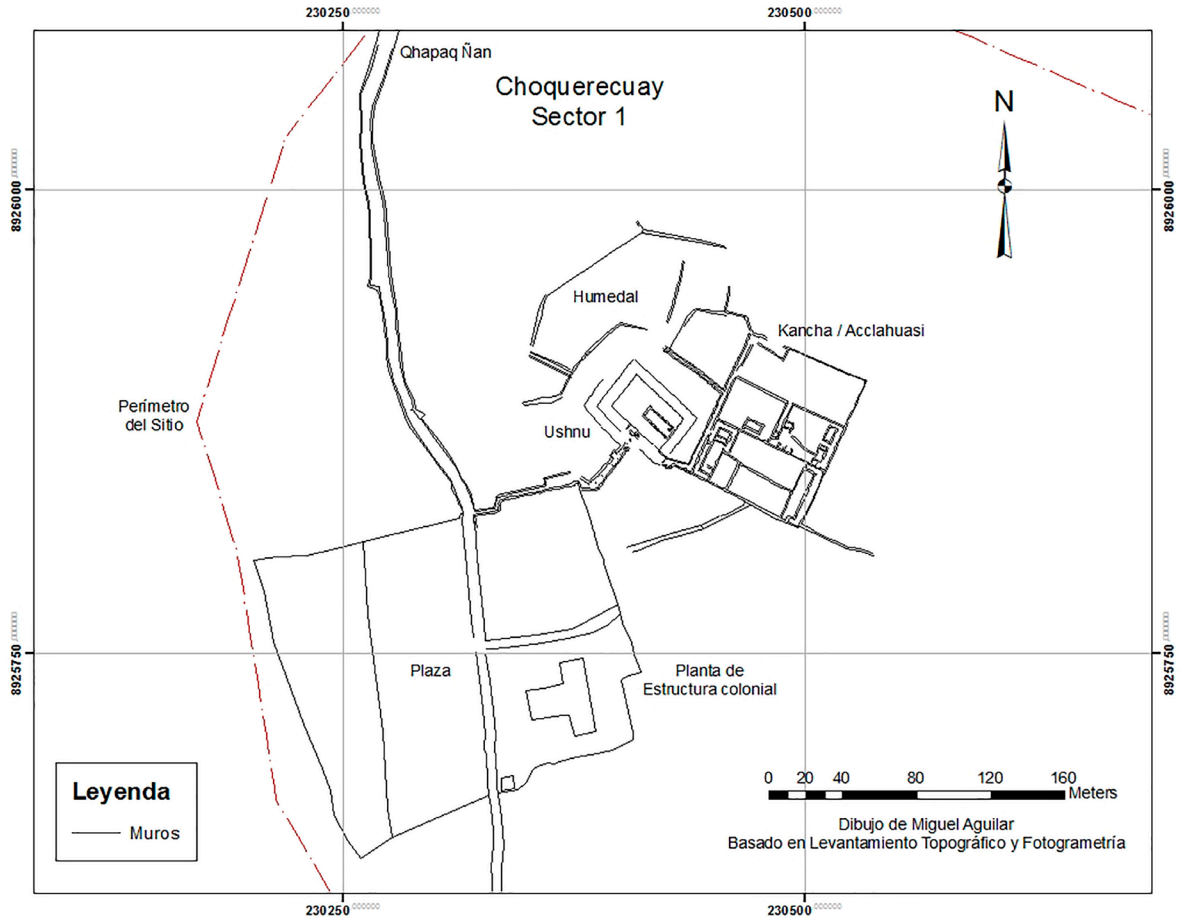 230250
230500
Qhapaq Ñan
Choquerecuay
Sector 1
N
8926000
8926000
Humedal
Kancha / Acclahuasi
Perímetro
del Sitio
Ushnu
8925750
8925750
Plaza
Planta de
Estructura colonial
Leyenda
Muros
0 20 40 80 120 160
Meters
Dibujo de Miguel Aguilar
Basado en Levantamiento Topográfico y Fotogrametría
230250
230500